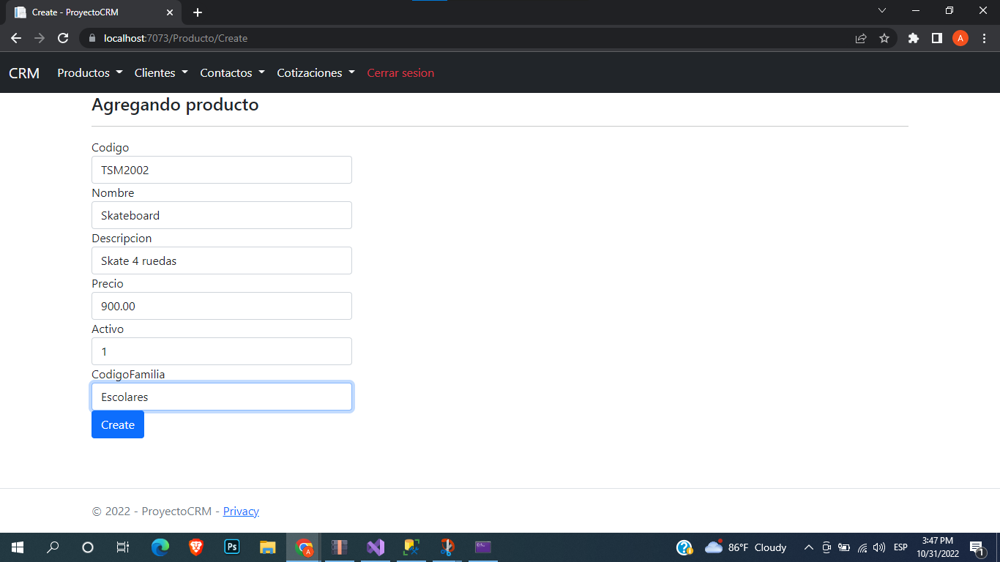 Create - ProyectoCRM
localhost:7073/Producto/Create
A
CRM Productos Clientes Contactos Cotizaciones Cerrar sesion
Agregando producto
Codigo
TSM2002
Nombre
Skateboard
Descripcion
Skate 4 ruedas
Precio
900.00
Activo
1
CodigoFamilia
Escolares
Create
© 2022 - ProyectoCRM - Privacy
Ps
A
86°F Cloudy
ESP
3:47 PM
10/31/2022
1